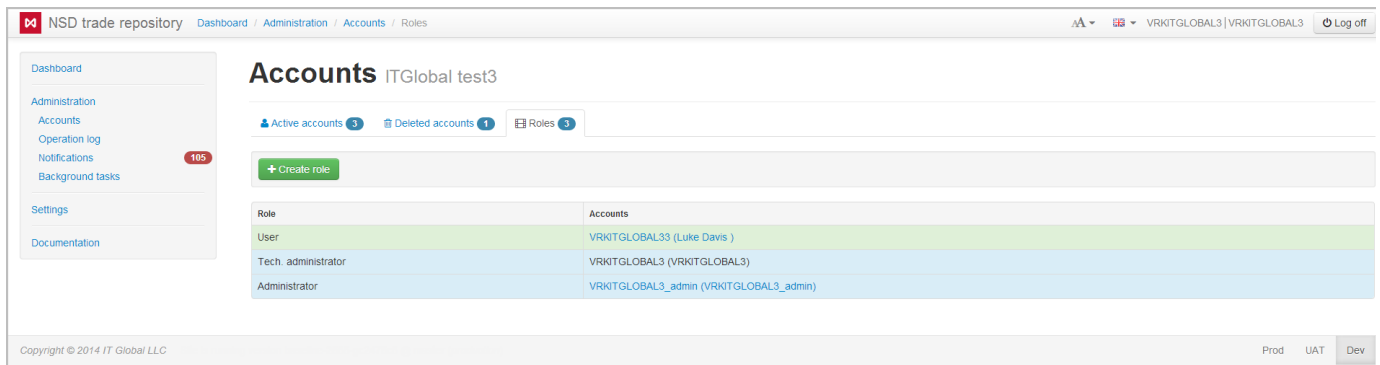 NSD trade repository Dashboard / Administration / Accounts / Roles AA VRKITGLOBAL3|VRKITGLOBAL3 Log off
Dashboard
Administration
Accounts
Operation log
Notifications 105
Background tasks
Settings
Documentation
Accounts ITGlobal test3
Active accounts 3 Deleted accounts 1 Roles 3
+ Create role
Role Accounts
User VRKITGLOBAL33 (Luke Davis )
Tech. administrator VRKITGLOBAL3 (VRKITGLOBAL3)
Administrator VRKITGLOBAL3_admin (VRKITGLOBAL3_admin)
Copyright © 2014 IT Global LLC Prod UAT Dev